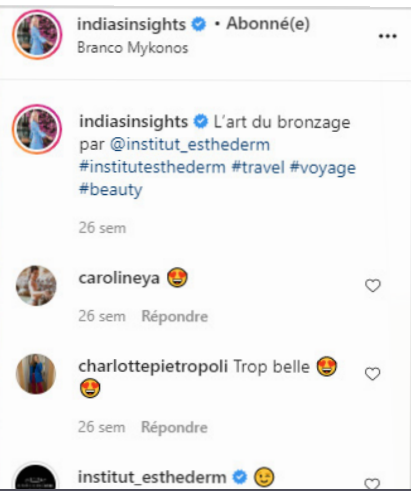 indiasinsights • Abonné(e)
Branco Mykonos
indiasinsights L'art du bronzage
par @institut_esthederm
#institutesthederm #travel #voyage
#beauty
26 sem
carolineya 😍
26 sem Répondre
charlottepietropoli Trop belle 😍
😍
26 sem Répondre
institut_esthederm 😉